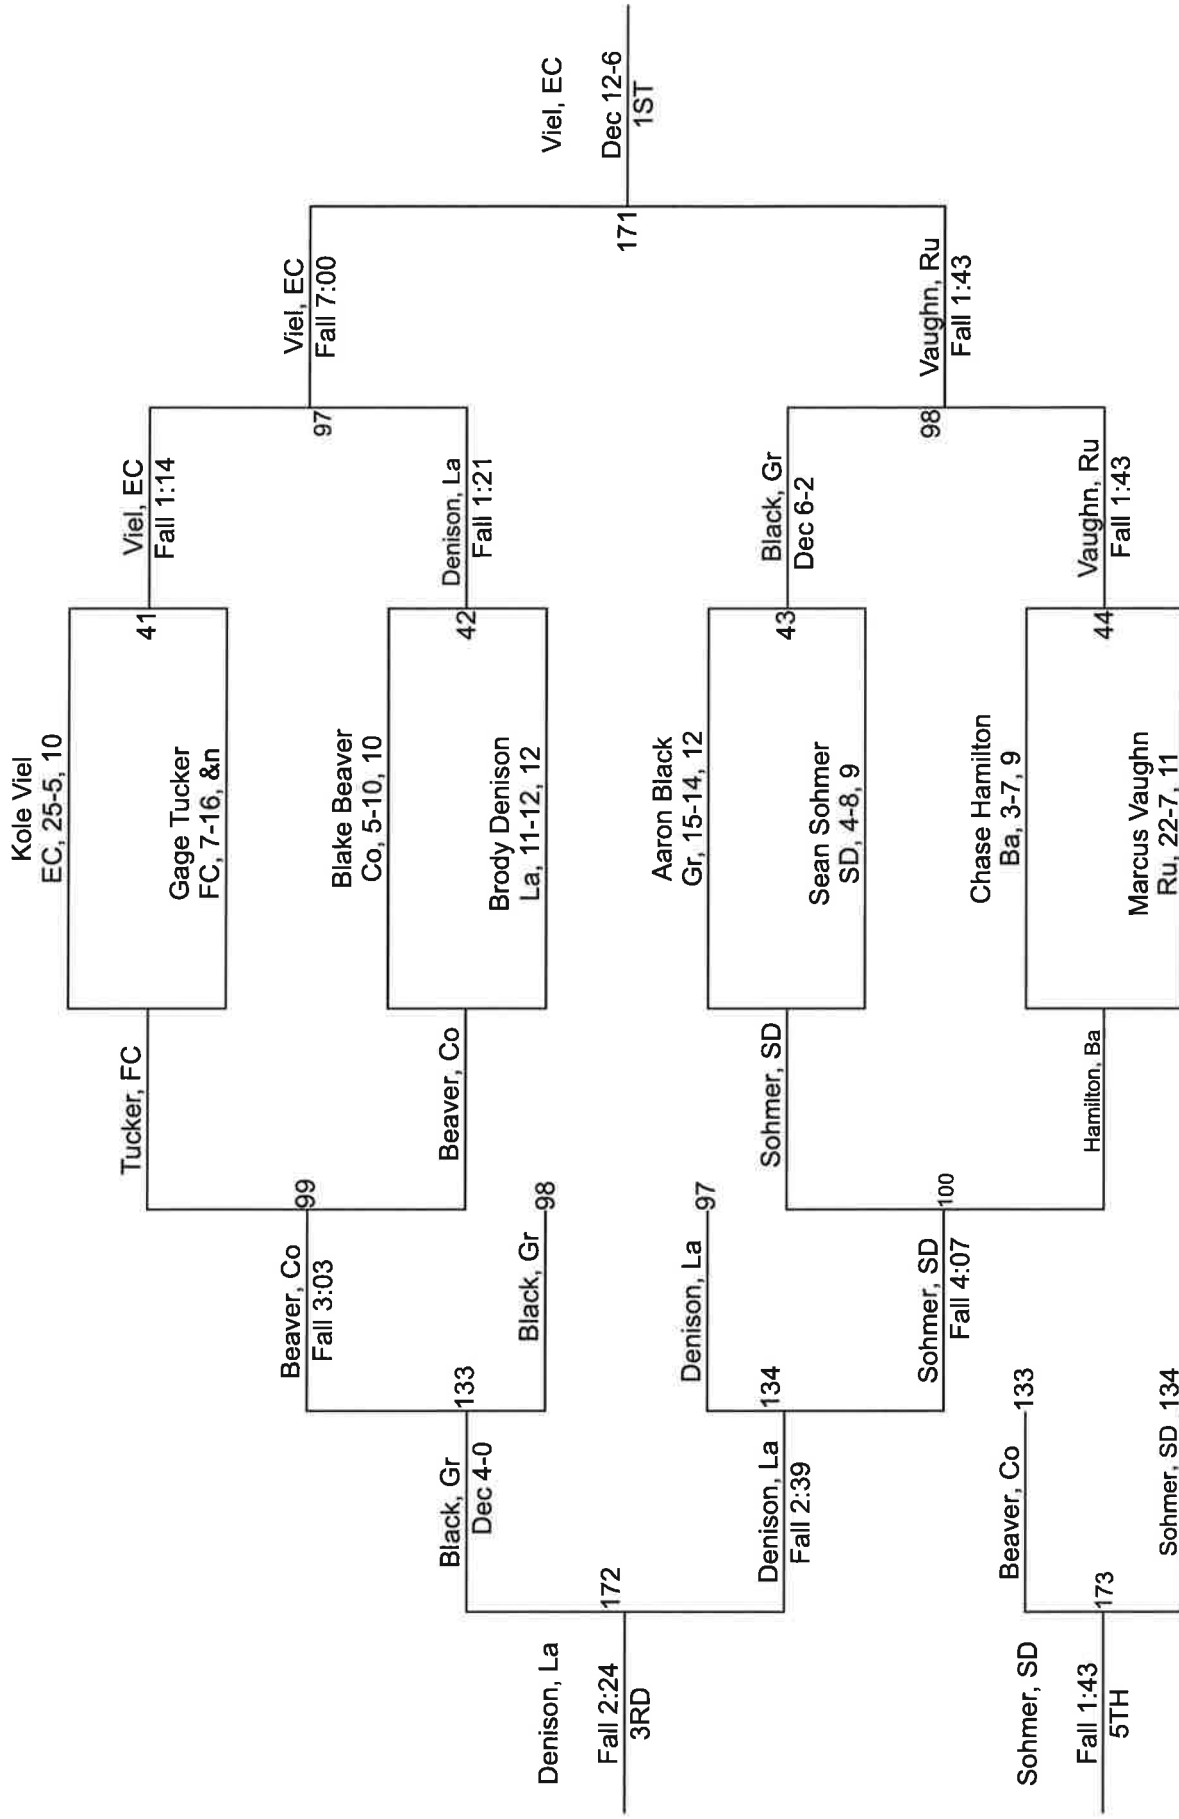 Kole Viel
EC, 25-5, 10
Gage Tucker
FC, 7-16, &n
41
Blake Beaver
Co, 5-10, 10
Brody Denison
La, 11-12, 12
42
Aaron Black
Gr, 15-14, 12
Sean Sohmer
SD, 4-8, 9
43
Chase Hamilton
Ba, 3-7, 9
Marcus Vaughn
Ru, 22-7, 11
44
Viel, EC
Fall 1:14
Denison, La
Fall 1:21
97
Black, Gr
Dec 6-2
Vaughn, Ru
Fall 1:43
98
Viel, EC
Fall 7:00
Vaughn, Ru
Fall 1:43
171
Viel, EC
Dec 12-6
1ST
Tucker, FC
Beaver, Co
99
Sohmer, SD
Hamilton, Ba
100
Beaver, Co
Fall 3:03
Black, Gr 98
133
Denison, La 97
Sohmer, SD
Fall 4:07
134
Black, Gr
Dec 4-0
Denison, La
Fall 2:39
172
Denison, La
Fall 2:24
3RD
Beaver, Co 133
Sohmer, SD 134
173
Sohmer, SD
Fall 1:43
5TH